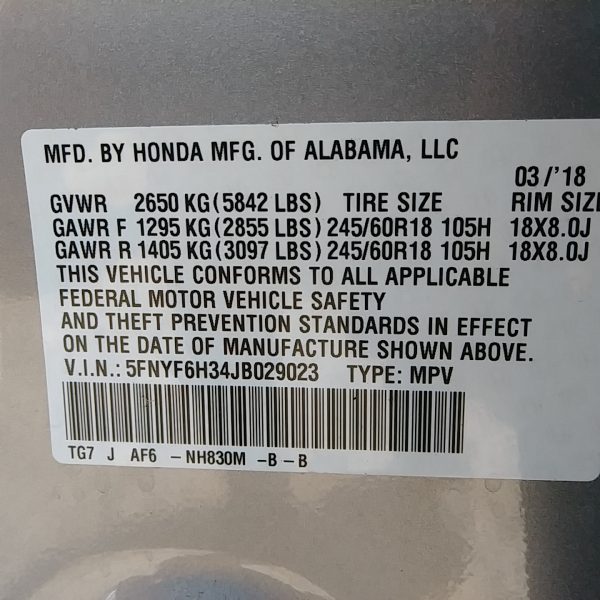 MFD. BY HONDA MFG. OF ALABAMA, LLC
03/'18
GVWR 2650 KG(5842 LBS) TIRE SIZE RIM SIZE
GAWR F 1295 KG(2855 LBS) 245/60R18 105H 18X8.0J
GAWR R 1405 KG(3097 LBS) 245/60R18 105H 18X8.0J
THIS VEHICLE CONFORMS TO ALL APPLICABLE
FEDERAL MOTOR VEHICLE SAFETY
AND THEFT PREVENTION STANDARDS IN EFFECT
ON THE DATE OF MANUFACTURE SHOWN ABOVE.
V.I.N.: 5FNYF6H34JB029023 TYPE: MPV
TG7 J AF6 -NH830M -B-B